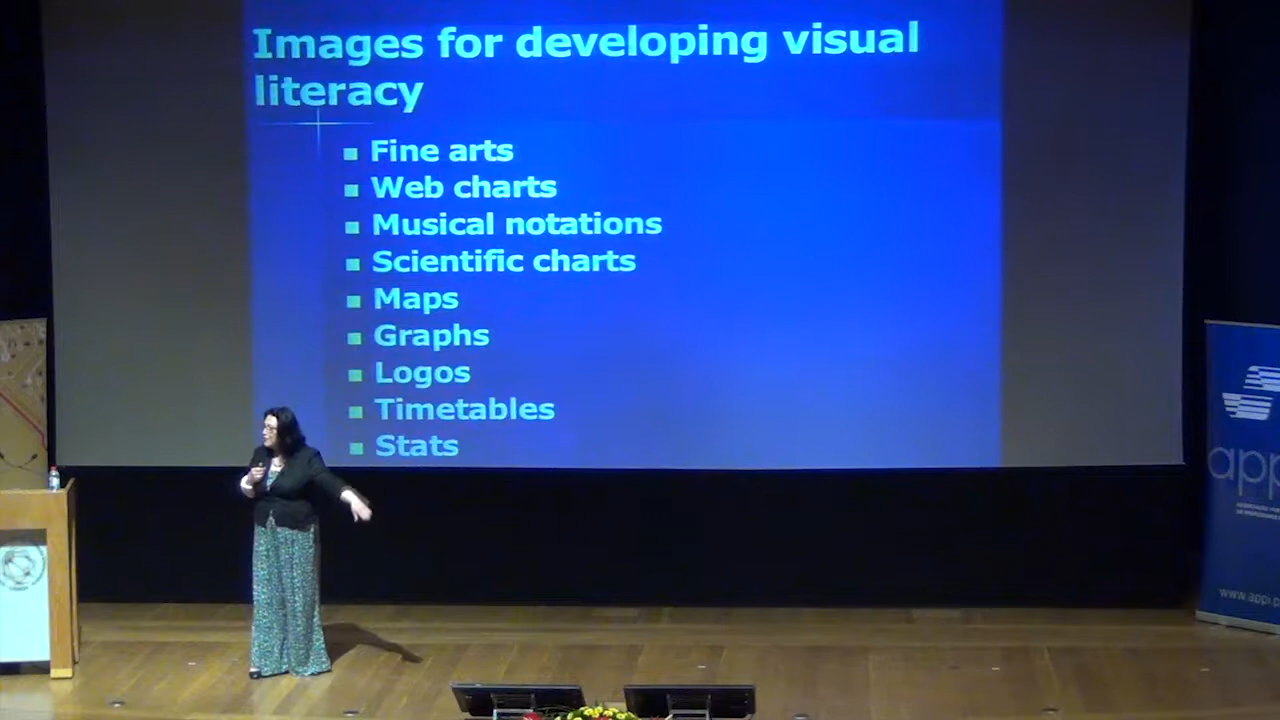 Images for developing visual
literacy
Fine arts
Web charts
Musical notations
Scientific charts
Maps
Graphs
Logos
Timetables
Stats
app
www.appi.p